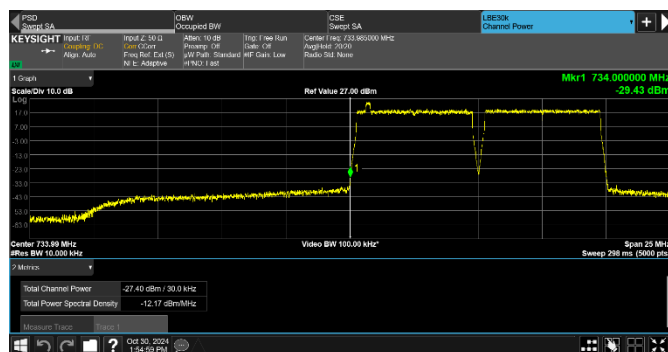 PSD
Swept SA
OBW
Occupied BW
CSE
Swept SA
LBE30k
Channel Power
KEYSIGHT
Input: RF
Coupling: DC
Align: Auto
Input Z: 50 Ω
Corr CCorr
Freq Ref: Ext (S)
NFE: Adaptive
Atten: 10 dB
Preamp: Off
µW Path: Standard
#PNO: Fast
Trig: Free Run
Gate: Off
#IF Gain: Low
Center Freq: 733.985000 MHz
Avg|Hold: 20/20
Radio Std: None
1 Graph
Scale/Div 10.0 dB
Ref Value 27.00 dBm
Mkr1 734.000000 MHz
-29.43 dBm
Log
17.0
7.00
-3.00
-13.0
-23.0
-33.0
-43.0
-53.0
-63.0
1
Center 733.99 MHz
#Res BW 10.000 kHz
Video BW 100.00 kHz*
Span 25 MHz
Sweep 298 ms (5000 pts)
2 Metrics
Total Channel Power -27.40 dBm / 30.0 kHz
Total Power Spectral Density -12.17 dBm/MHz
Measure Trace Trace 1
Oct 30, 2024
1:54:59 PM